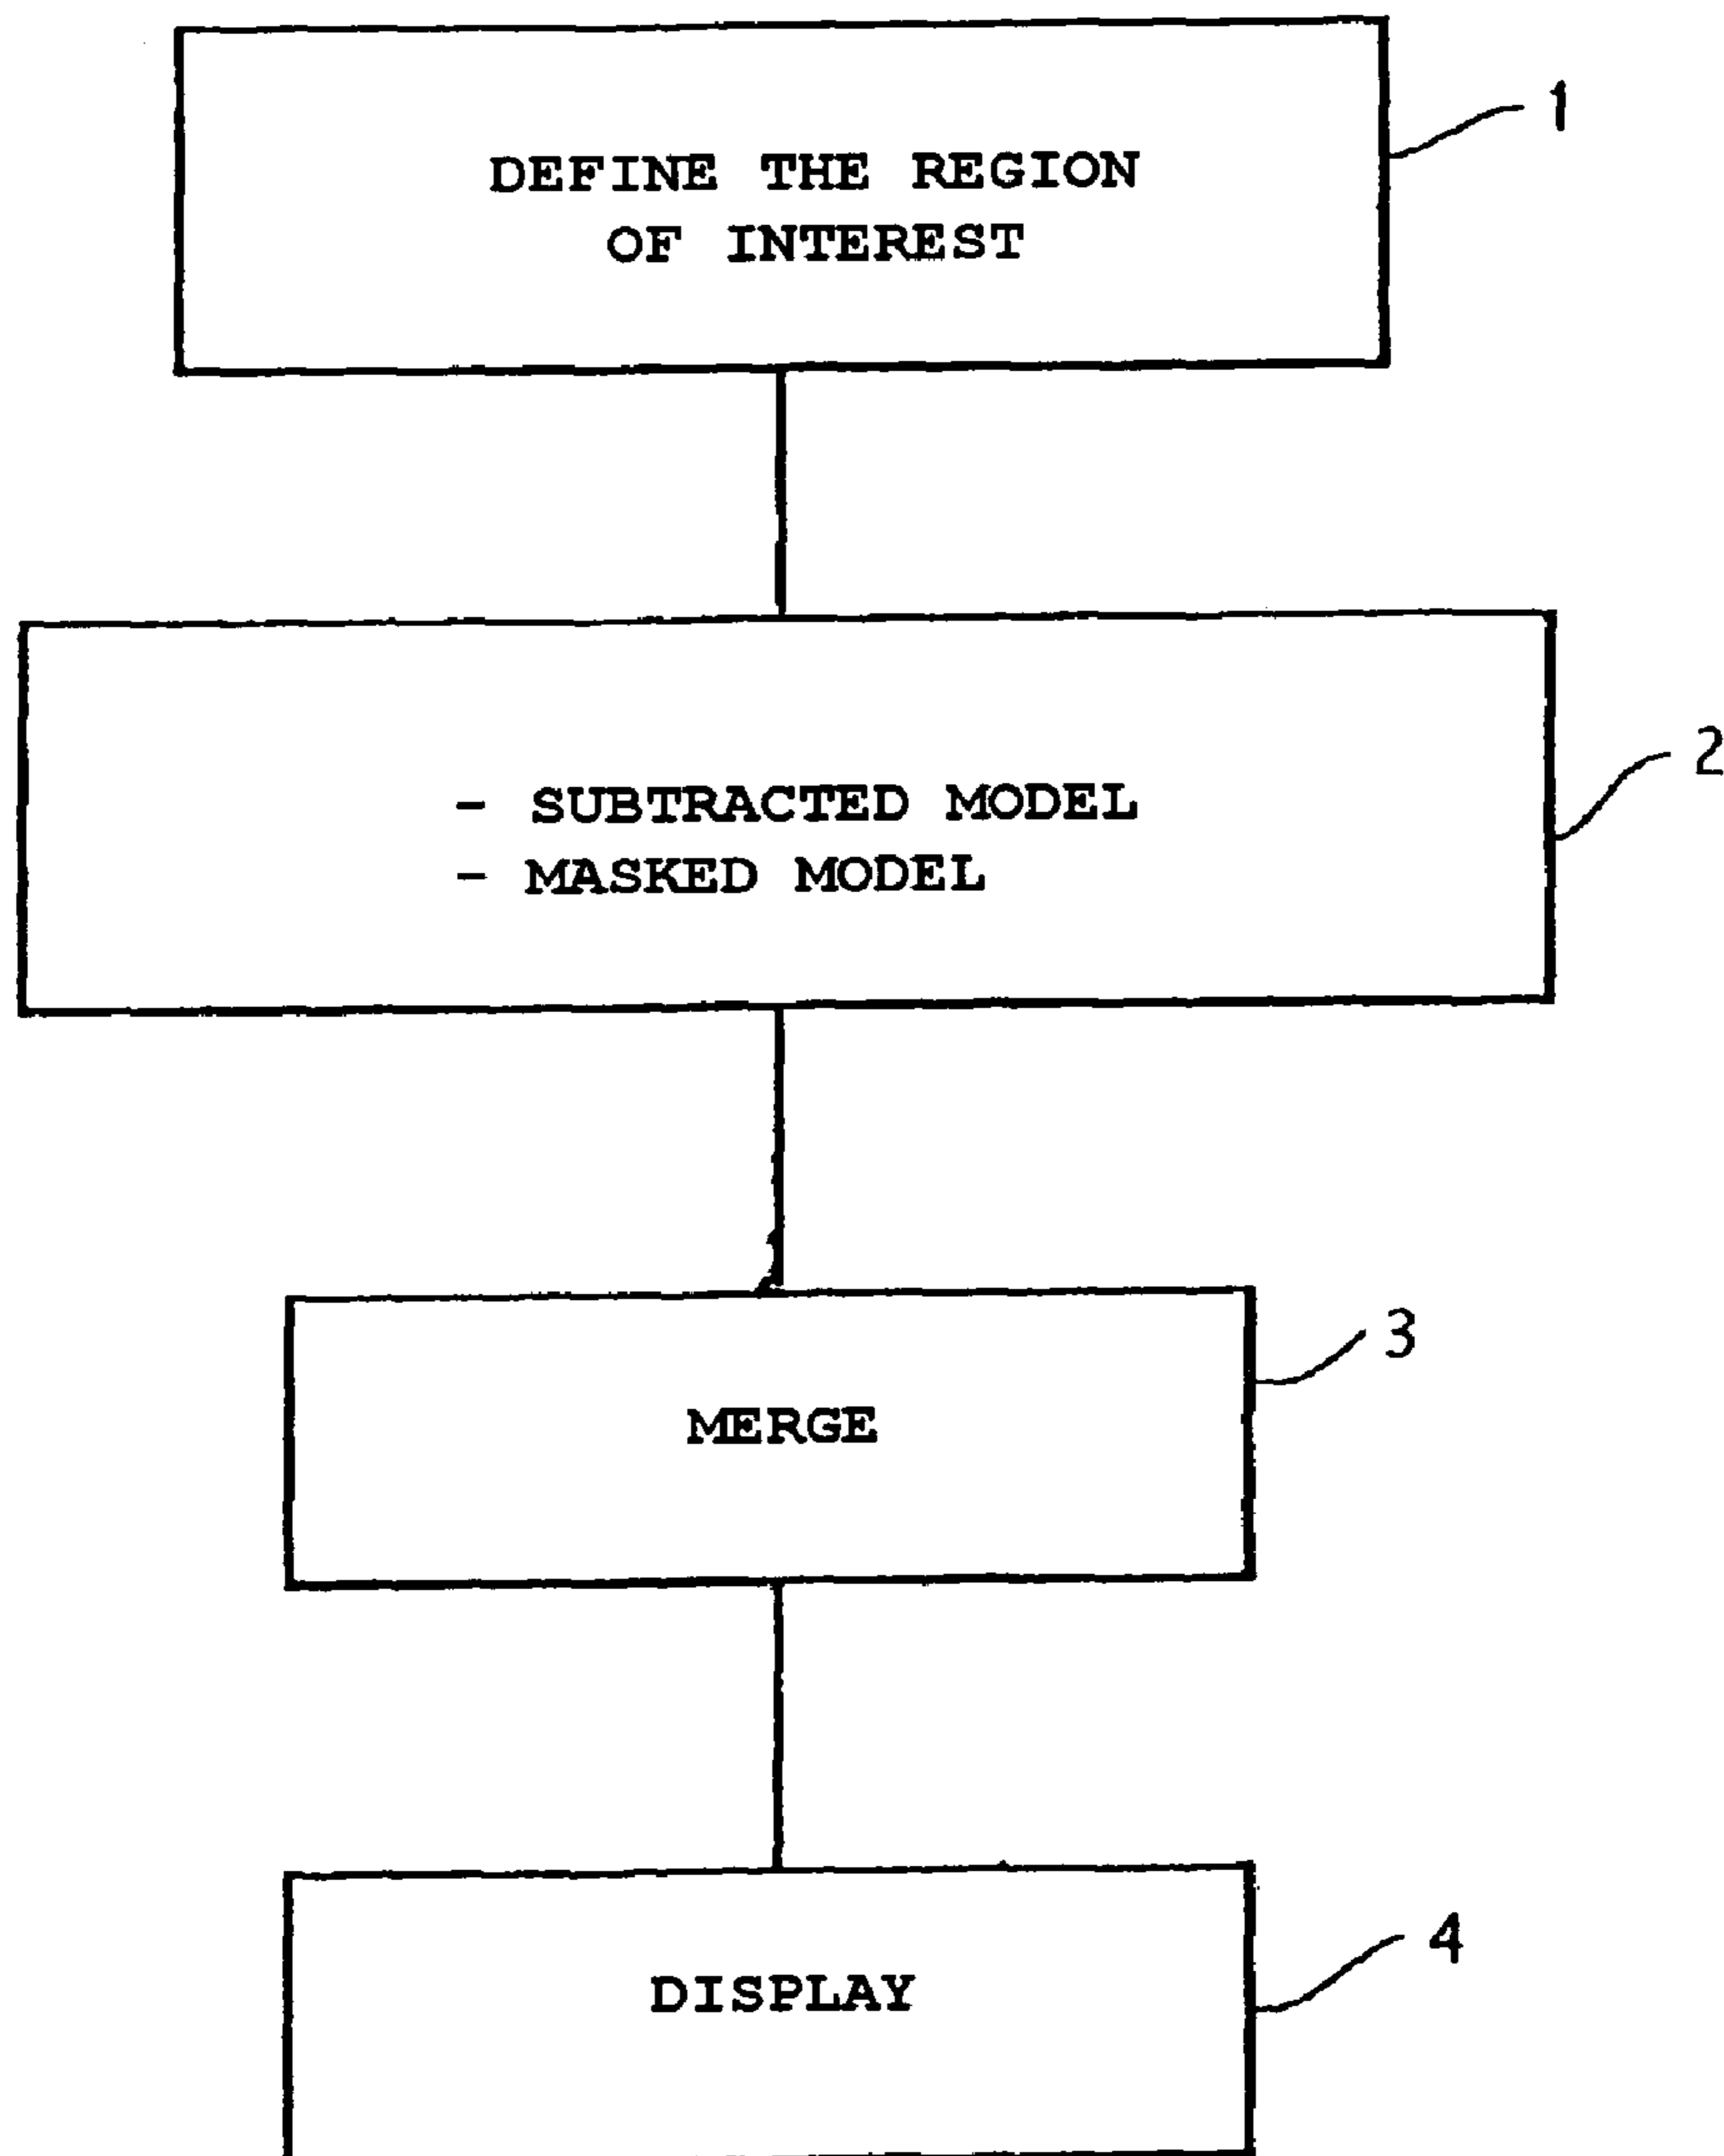 DEFINE THE REGION
OF INTEREST
1
- SUBTRACTED MODEL
- MASKED MODEL
2
MERGE
3
DISPLAY
4